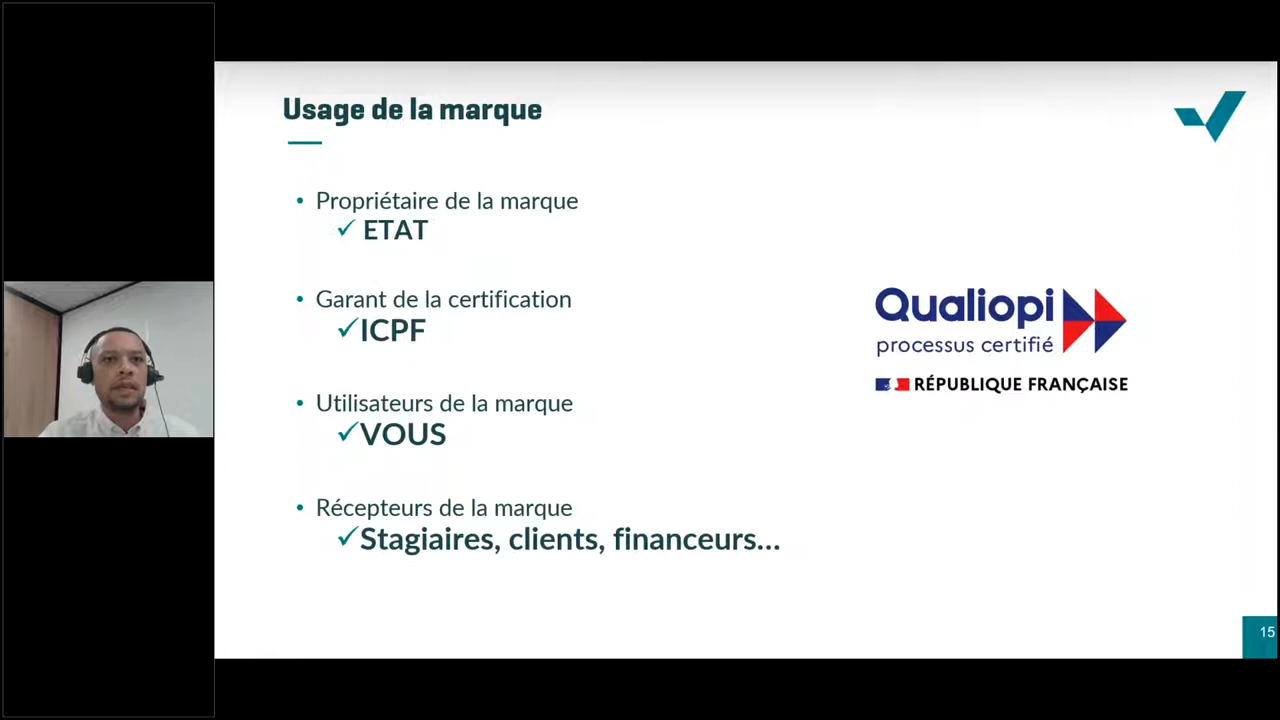 Usage de la marque
• Propriétaire de la marque
✓ ETAT
• Garant de la certification
✓ICPF
• Utilisateurs de la marque
✓VOUS
• Récepteurs de la marque
✓Stagiaires, clients, financeurs...
Qualiopi
processus certifié
RÉPUBLIQUE FRANÇAISE
15